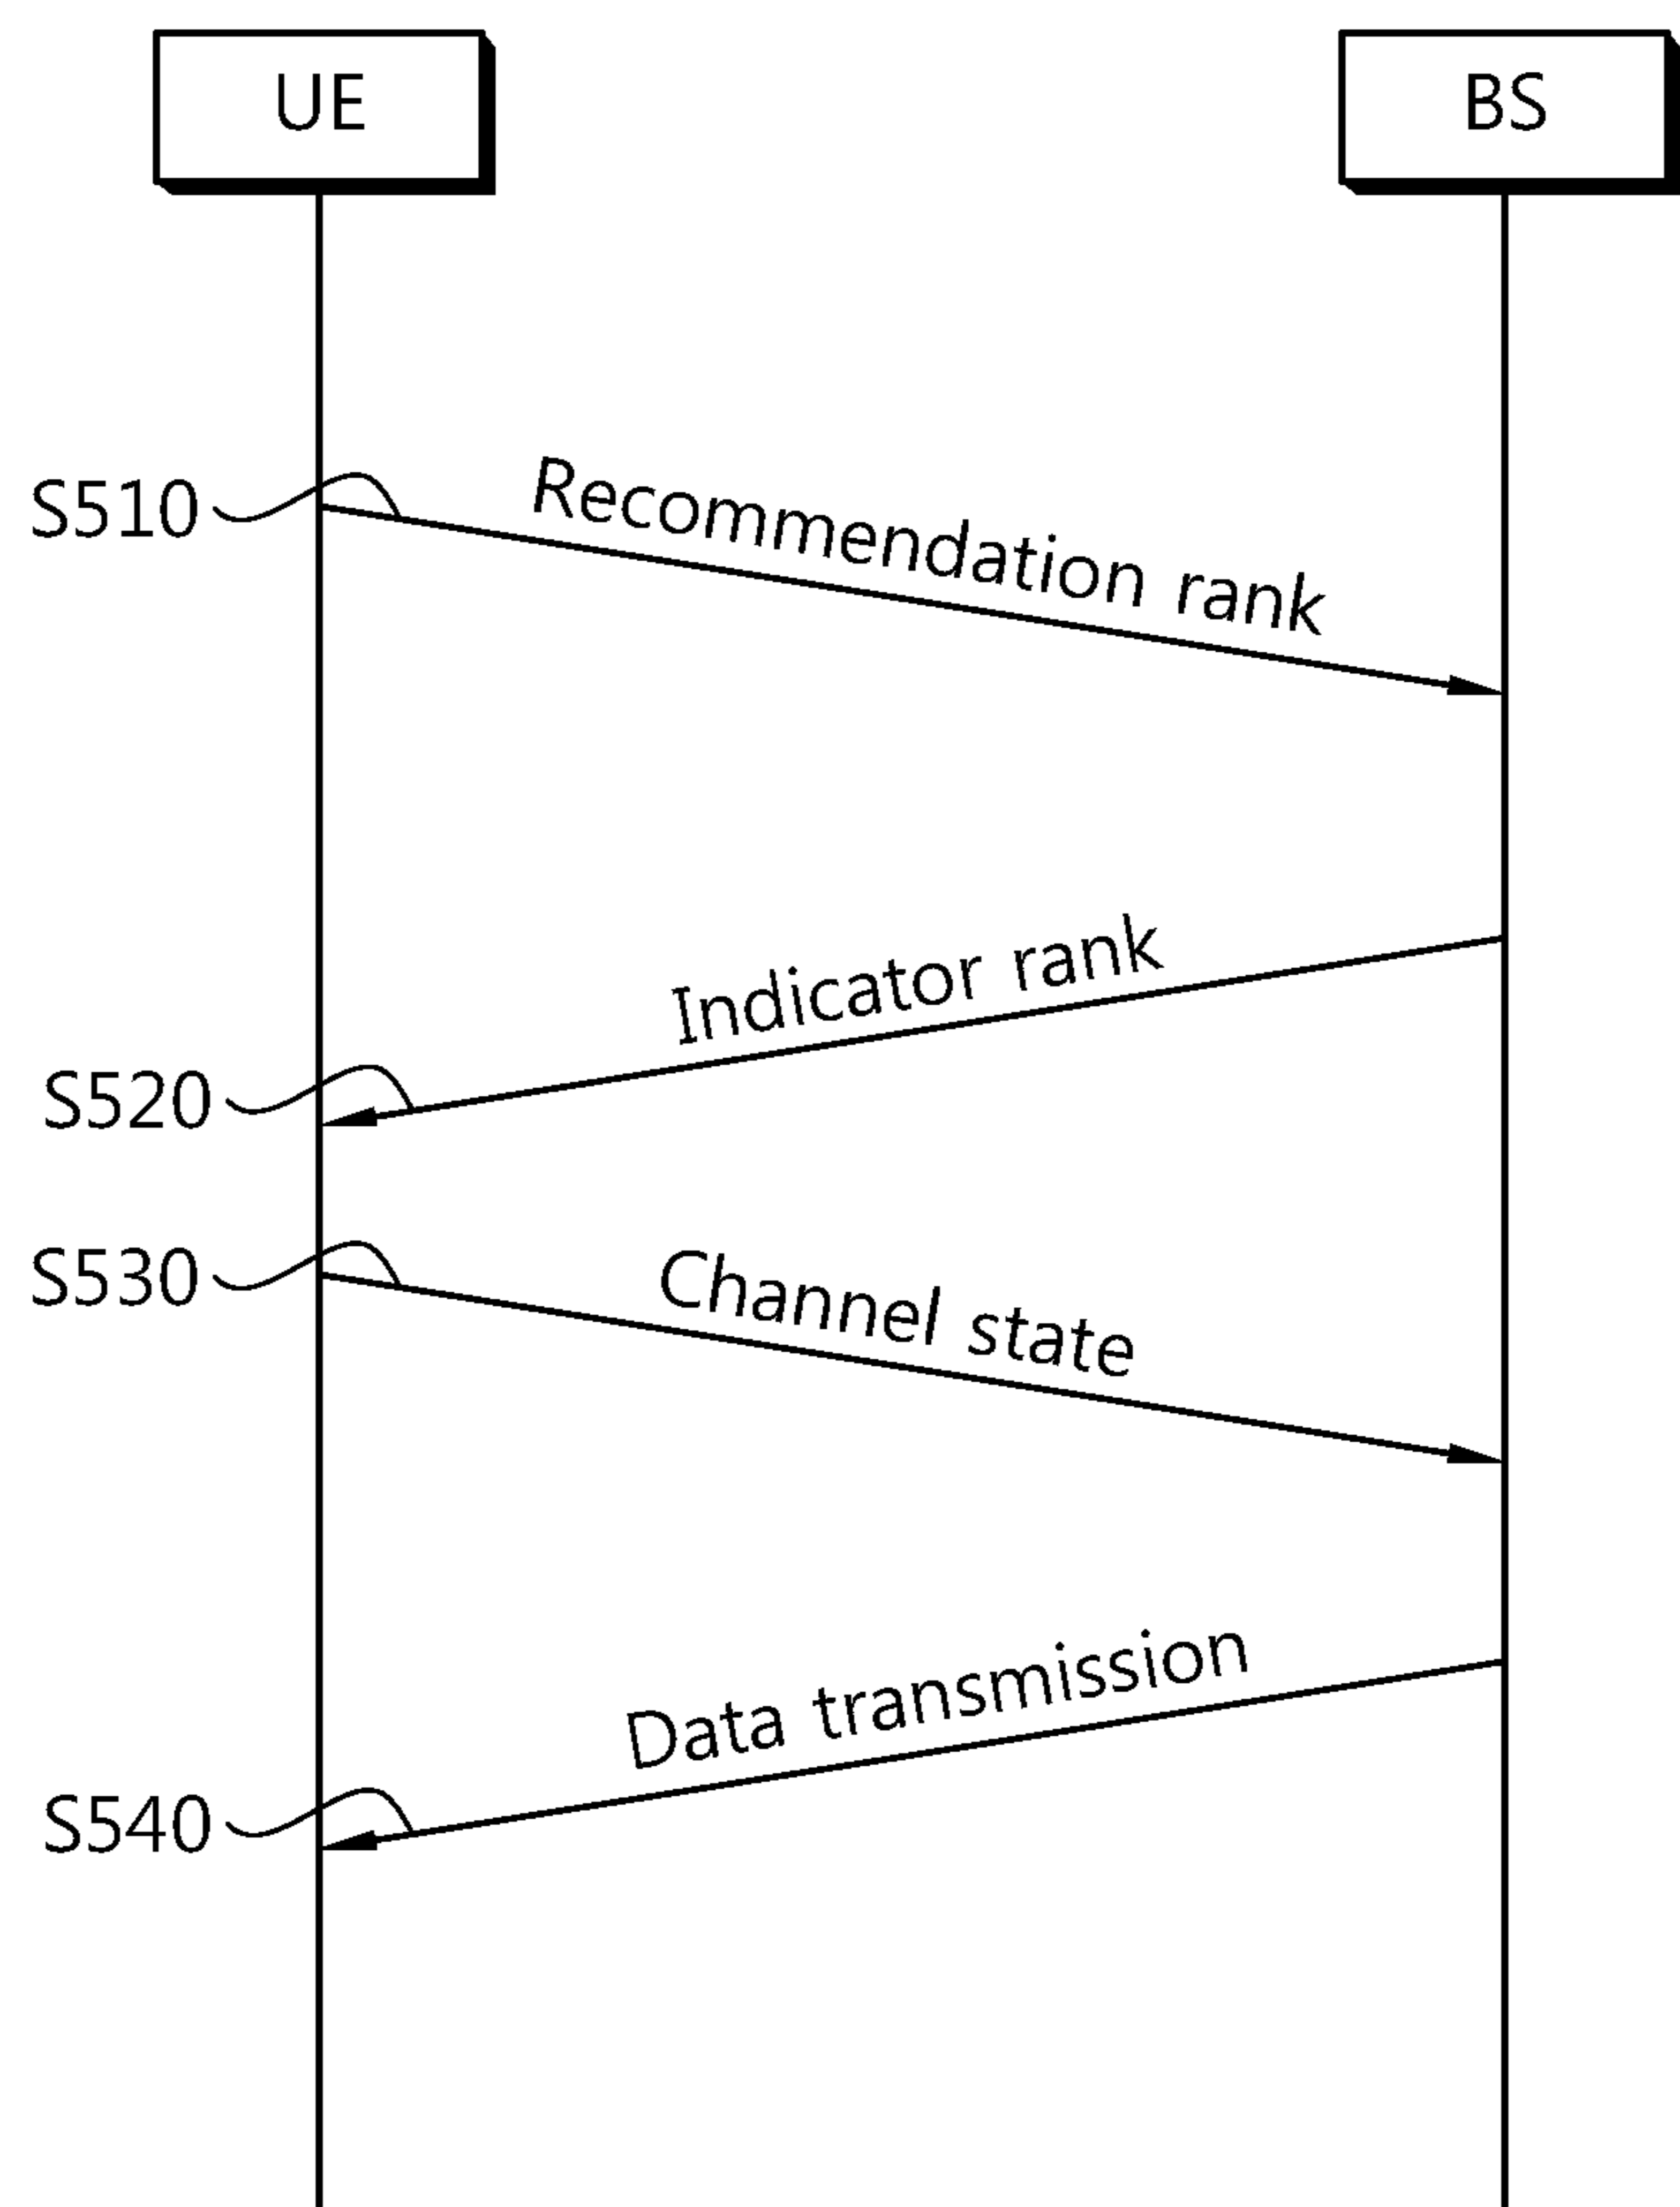 UE
BS
S510
Recommendation rank
Indicator rank
S520
S530
Channel state
Data transmission
S540